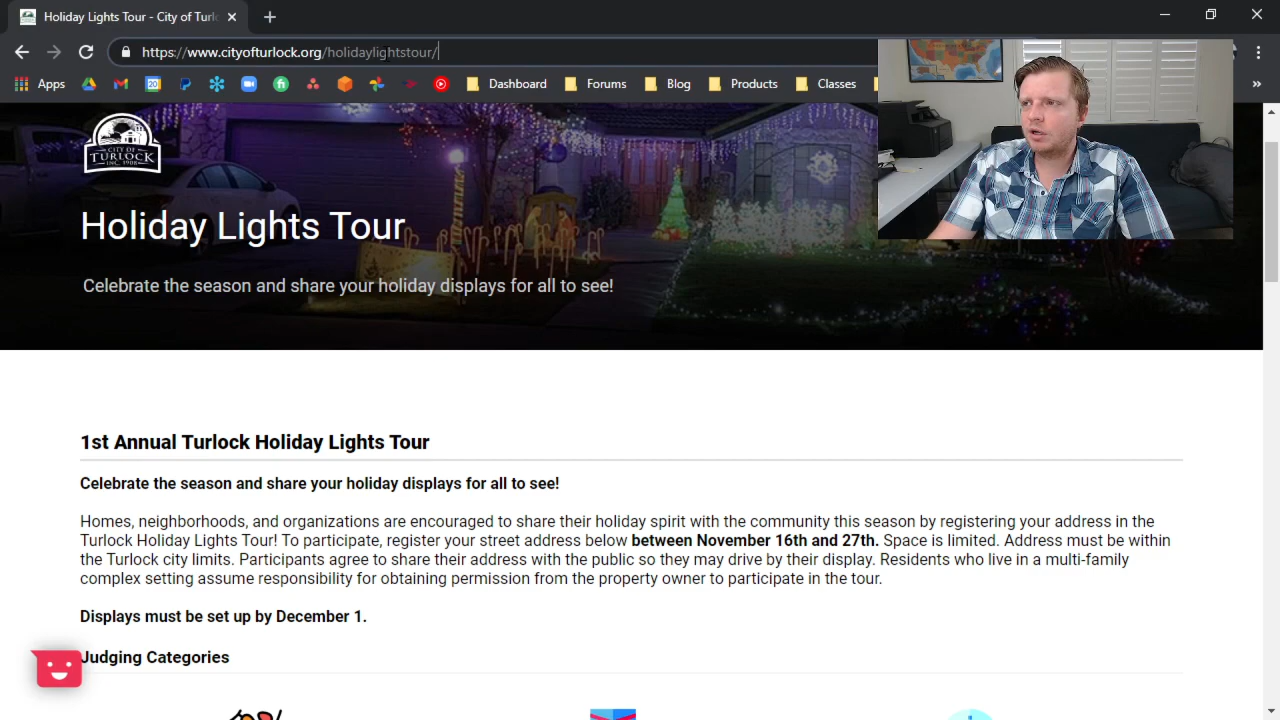 Holiday Lights Tour - City of Turlo
https://www.cityofturlock.org/holidaylightstour/
Apps
20
Dashboard
Forums
Blog
Products
Classes
»
CITY OF
TURLOCK
INC. 1908
Holiday Lights Tour
Celebrate the season and share your holiday displays for all to see!
1st Annual Turlock Holiday Lights Tour
Celebrate the season and share your holiday displays for all to see!
Homes, neighborhoods, and organizations are encouraged to share their holiday spirit with the community this season by registering your address in the
Turlock Holiday Lights Tour! To participate, register your street address below between November 16th and 27th. Space is limited. Address must be within
the Turlock city limits. Participants agree to share their address with the public so they may drive by their display. Residents who live in a multi-family
complex setting assume responsibility for obtaining permission from the property owner to participate in the tour.
Displays must be set up by December 1.
Judging Categories